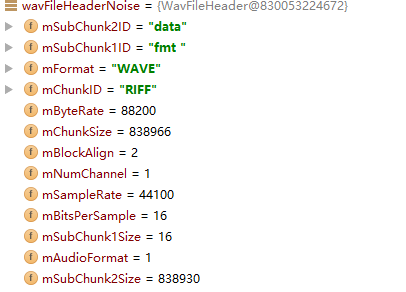 wavFileHeaderNoise = {WavFileHeader@830053224672}
f mSubChunk2ID = "data"
f mSubChunk1ID = "fmt "
f mFormat = "WAVE"
f mChunkID = "RIFF"
f mByteRate = 88200
f mChunkSize = 838966
f mBlockAlign = 2
f mNumChannel = 1
f mSampleRate = 44100
f mBitsPerSample = 16
f mSubChunk1Size = 16
f mAudioFormat = 1
f mSubChunk2Size = 838930